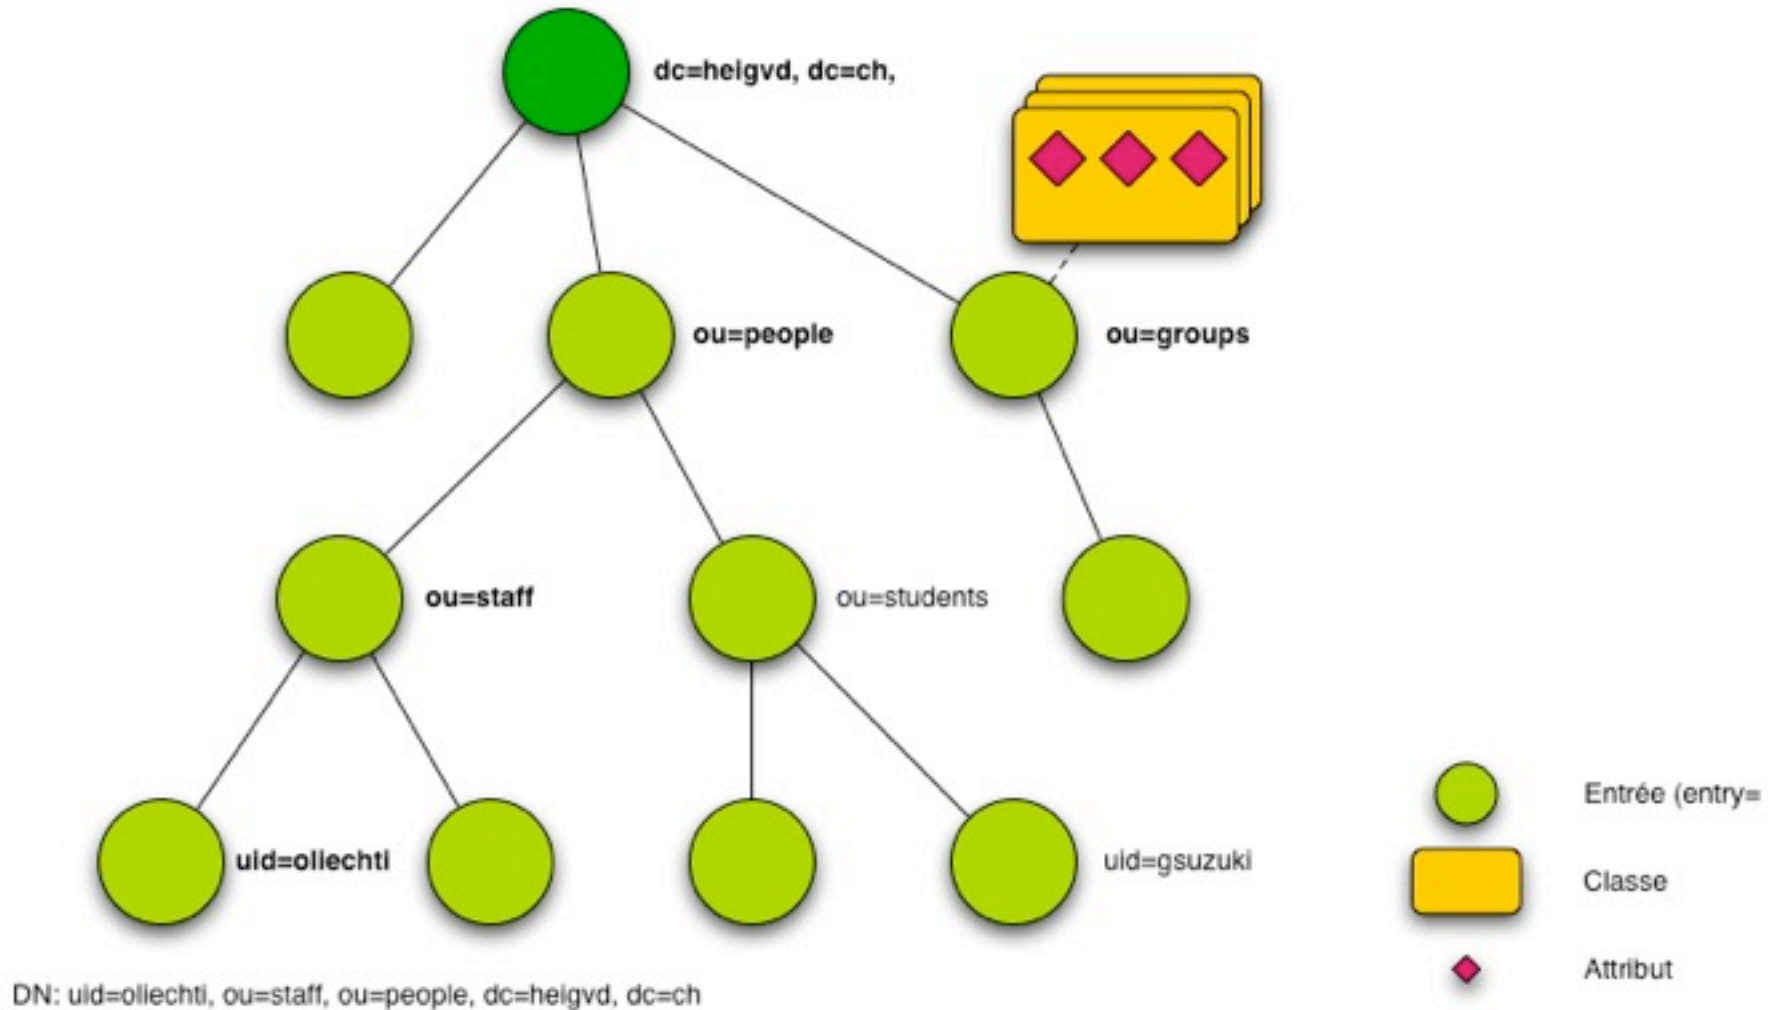 dc=heigvd, dc=ch,
ou=people
ou=groups
ou=staff
ou=students
uid=oliechti
uid=gsuzuki
Entrée (entry=
Classe
Attribut
DN: uid=oliechti, ou=staff, ou=people, dc=heigvd, dc=ch